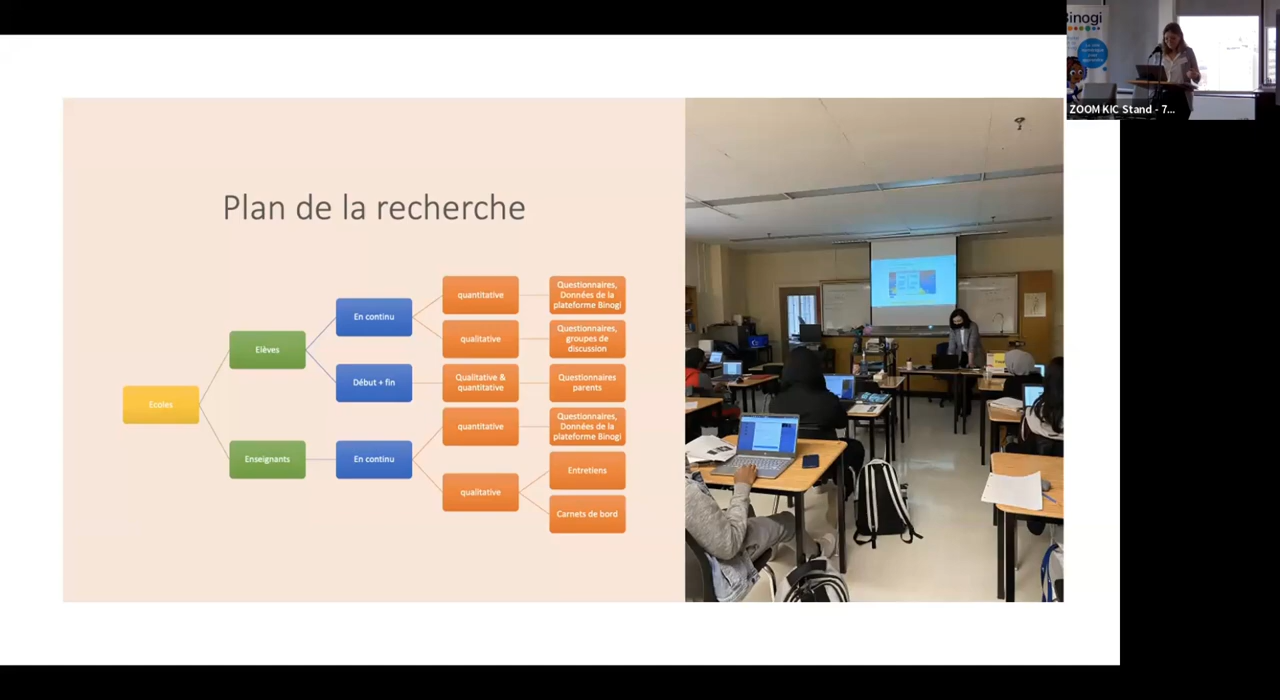 Binogi
ZOOM KIC Stand - 7...
Plan de la recherche
Ecoles
Elèves
Enseignants
En continu
Début + fin
En continu
quantitative
qualitative
Qualitative &
quantitative
quantitative
qualitative
Questionnaires,
Données de la
plateforme Binogi
Questionnaires,
groupes de
discussion
Questionnaires
parents
Questionnaires,
Données de la
plateforme Binogi
Entretiens
Carnets de bord